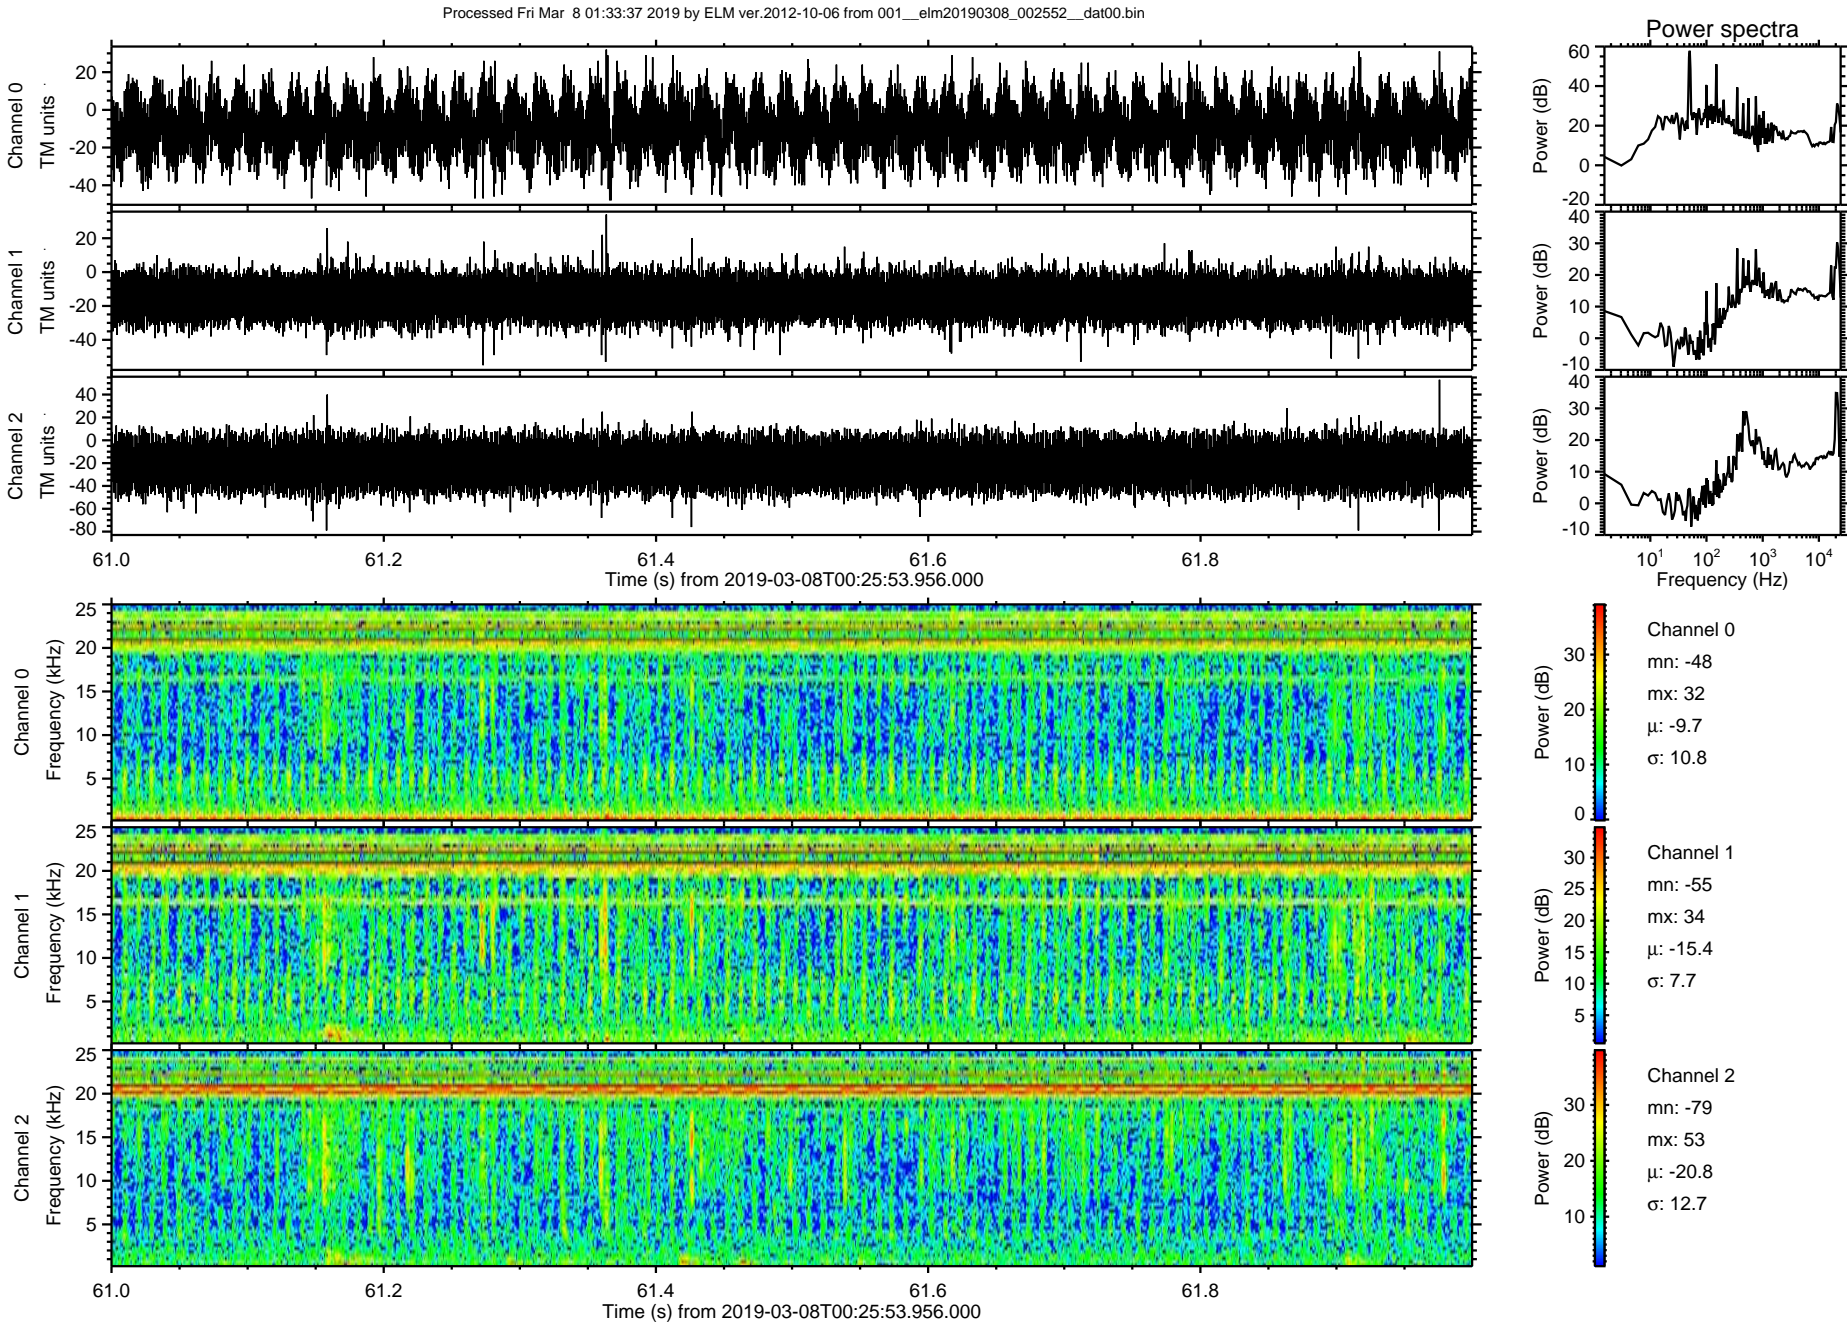 Processed Fri Mar  8 01:33:37 2019 by ELM ver.2012-10-06 from 001__elm20190308_002552__dat00.bin
Power spectra
Channel 0
TM units
20
0
-20
-40
Power (dB)
60
40
20
0
-20
Channel 1
TM units
20
0
-20
-40
Power (dB)
40
30
20
10
0
-10
Channel 2
TM units
40
20
0
-20
-40
-60
-80
Power (dB)
40
30
20
10
0
-10
61.0 61.2 61.4 61.6 61.8
Time (s) from 2019-03-08T00:25:53.956.000
10^1 10^2 10^3 10^4
Frequency (Hz)
Channel 0
Frequency (kHz)
25
20
15
10
5
Power (dB)
30
20
10
0
Channel 0
mn: -48
mx: 32
μ: -9.7
σ: 10.8
Channel 1
Frequency (kHz)
25
20
15
10
5
Power (dB)
30
25
20
15
10
5
Channel 1
mn: -55
mx: 34
μ: -15.4
σ: 7.7
Channel 2
Frequency (kHz)
25
20
15
10
5
Power (dB)
30
20
10
Channel 2
mn: -79
mx: 53
μ: -20.8
σ: 12.7
61.0 61.2 61.4 61.6 61.8
Time (s) from 2019-03-08T00:25:53.956.000